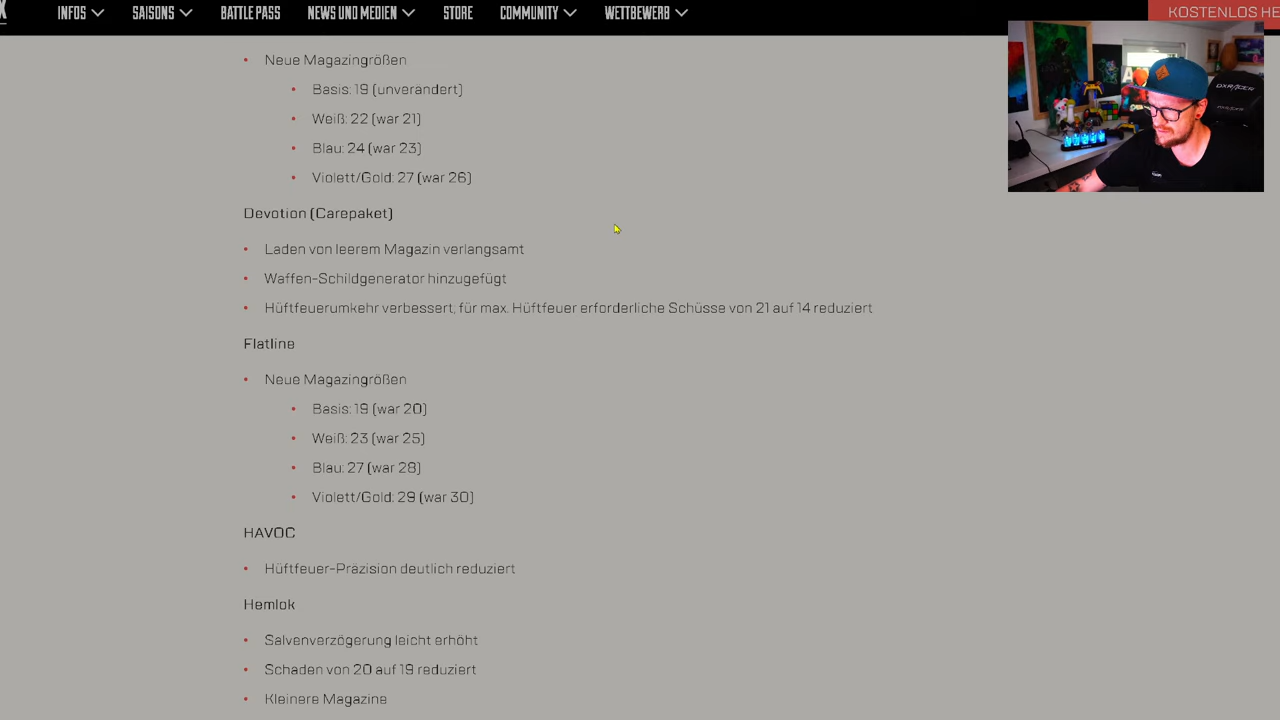 INFOS SAISONS BATTLE PASS NEWS UND MEDIEN STORE COMMUNITY WETTBEWERB KOSTENLOS HE
Neue Magazingrößen
Basis: 19 (unverändert)
Weiß: 22 (war 21)
Blau: 24 (war 23)
Violett/Gold: 27 (war 26)
Devotion (Carepaket)
Laden von leerem Magazin verlangsamt
Waffen-Schildgenerator hinzugefügt
Hüftfeuerumkehr verbessert, für max. Hüftfeuer erforderliche Schüsse von 21 auf 14 reduziert
Flatline
Neue Magazingrößen
Basis: 19 (war 20)
Weiß: 23 (war 25)
Blau: 27 (war 28)
Violett/Gold: 29 (war 30)
HAVOC
Hüftfeuer-Präzision deutlich reduziert
Hemlok
Salvenverzögerung leicht erhöht
Schaden von 20 auf 19 reduziert
Kleinere Magazine